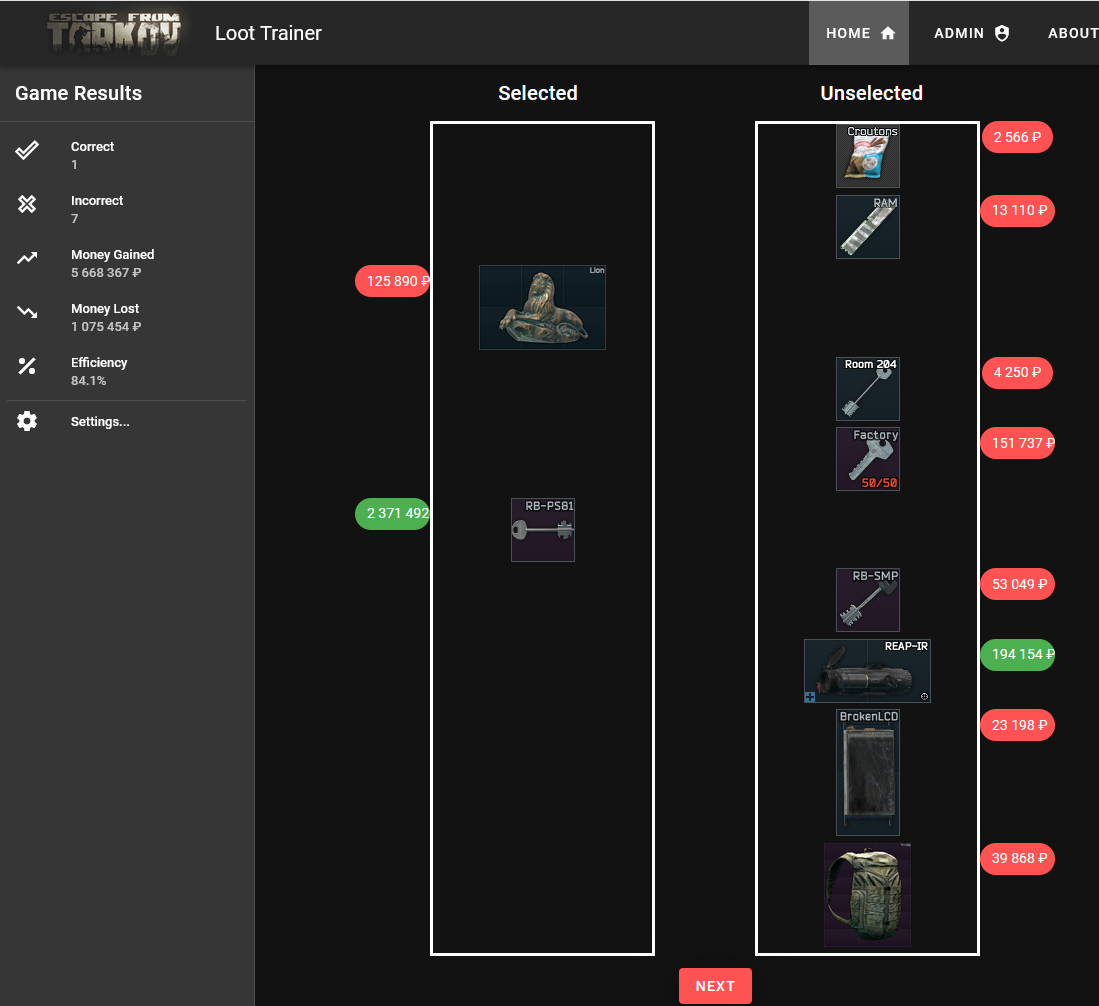 ESCAPE FROM
TARKOV
Loot Trainer
HOME
ADMIN
ABOUT
Game Results
Correct
1
Incorrect
7
Money Gained
5 668 367 ₽
Money Lost
1 075 454 ₽
Efficiency
84.1%
Settings...
Selected
125 890 ₽
Lion
2 371 492
RB-PS81
Unselected
Croutons
2 566 ₽
RAM
13 110 ₽
Room 204
4 250 ₽
Factory
50/50
151 737 ₽
RB-SMP
53 049 ₽
REAP-IR
194 154 ₽
BrokenLCD
23 198 ₽
39 868 ₽
NEXT